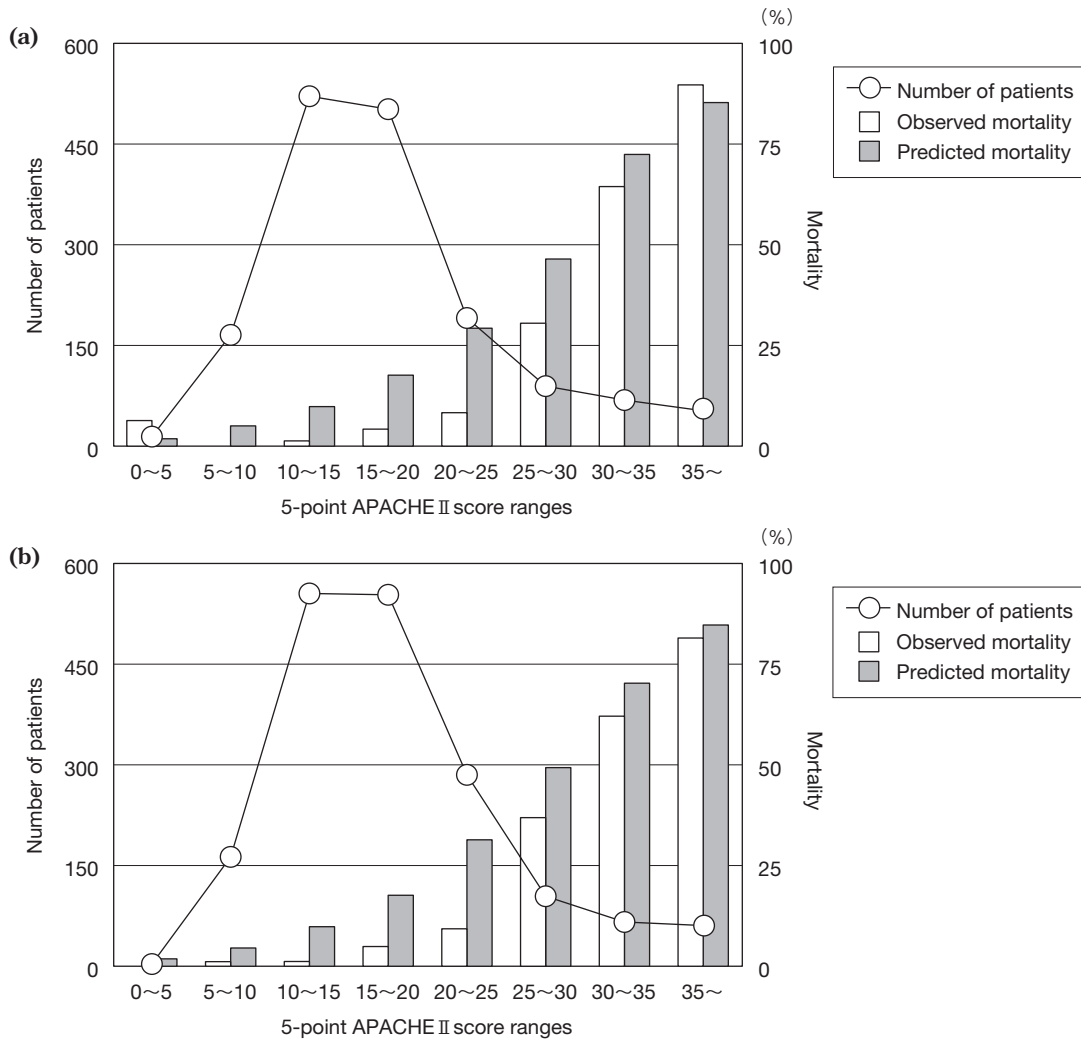 (a)
(%)
600
450
300
150
0
Number of patients
100
75
50
25
0
Mortality
0～5 5～10 10～15 15～20 20～25 25～30 30～35 35～
5-point APACHE Ⅱ score ranges
Number of patients
Observed mortality
Predicted mortality
(b)
(%)
600
450
300
150
0
Number of patients
100
75
50
25
0
Mortality
0～5 5～10 10～15 15～20 20～25 25～30 30～35 35～
5-point APACHE Ⅱ score ranges
Number of patients
Observed mortality
Predicted mortality